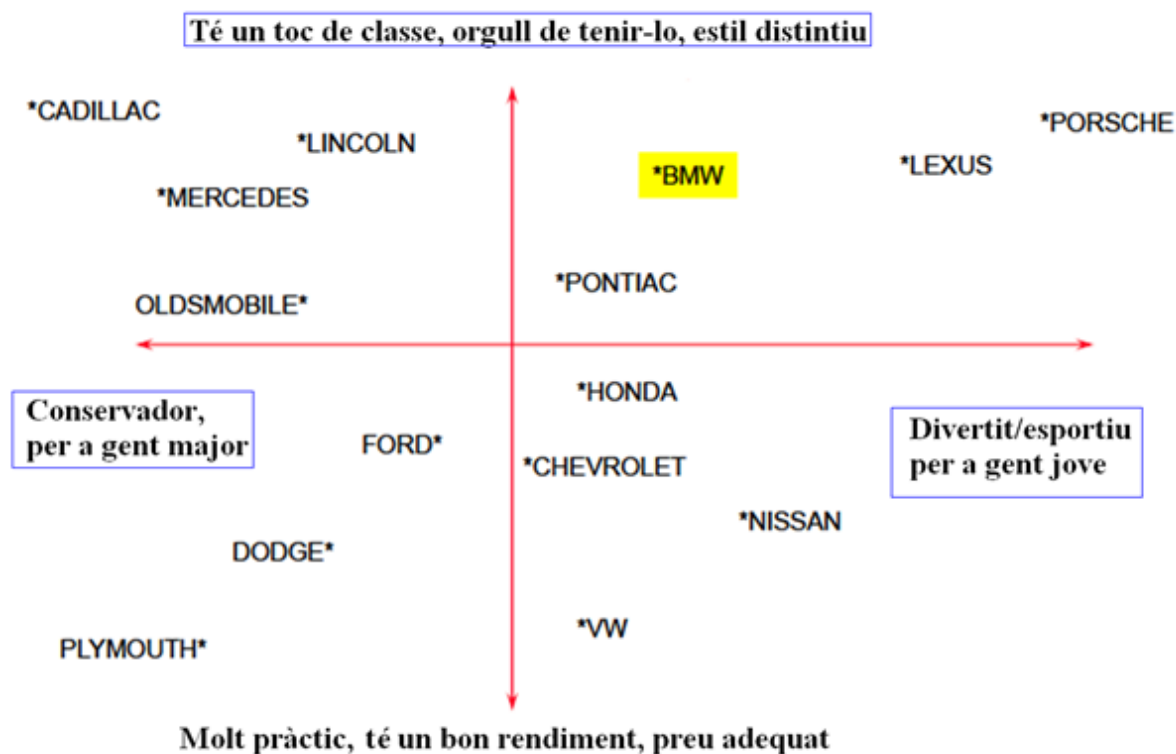 Té un toc de classe, orgull de tenir-lo, estil distintiu
*CADILLAC
*PORSCHE
*LINCOLN
*BMW
*LEXUS
*MERCEDES
*PONTIAC
OLDSMOBILE*
*HONDA
Conservador,
per a gent major
FORD*
*CHEVROLET
Divertit/esportiu
per a gent jove
*NISSAN
DODGE*
*VW
PLYMOUTH*
Molt pràctic, té un bon rendiment, preu adequat